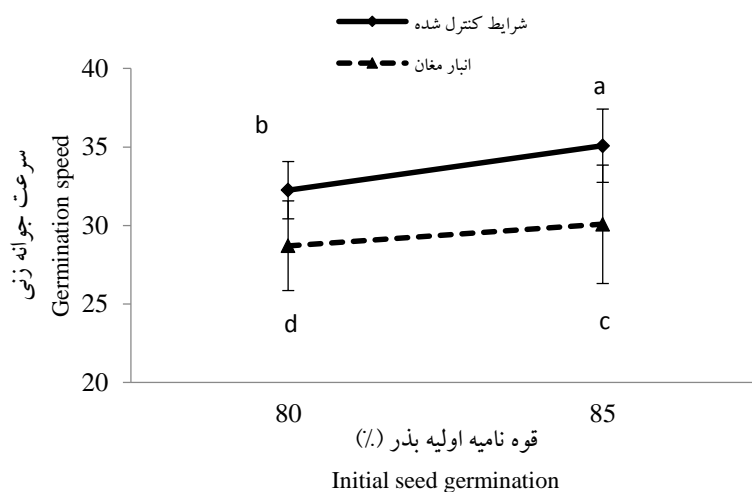 شرایط کنترل شده
انبار مغان
40
35
30
25
20
سرعت جوانه زنی
Germination speed
b
a
d
c
80
85
قوه نامیه اولیه بذر (٪)
Initial seed germination